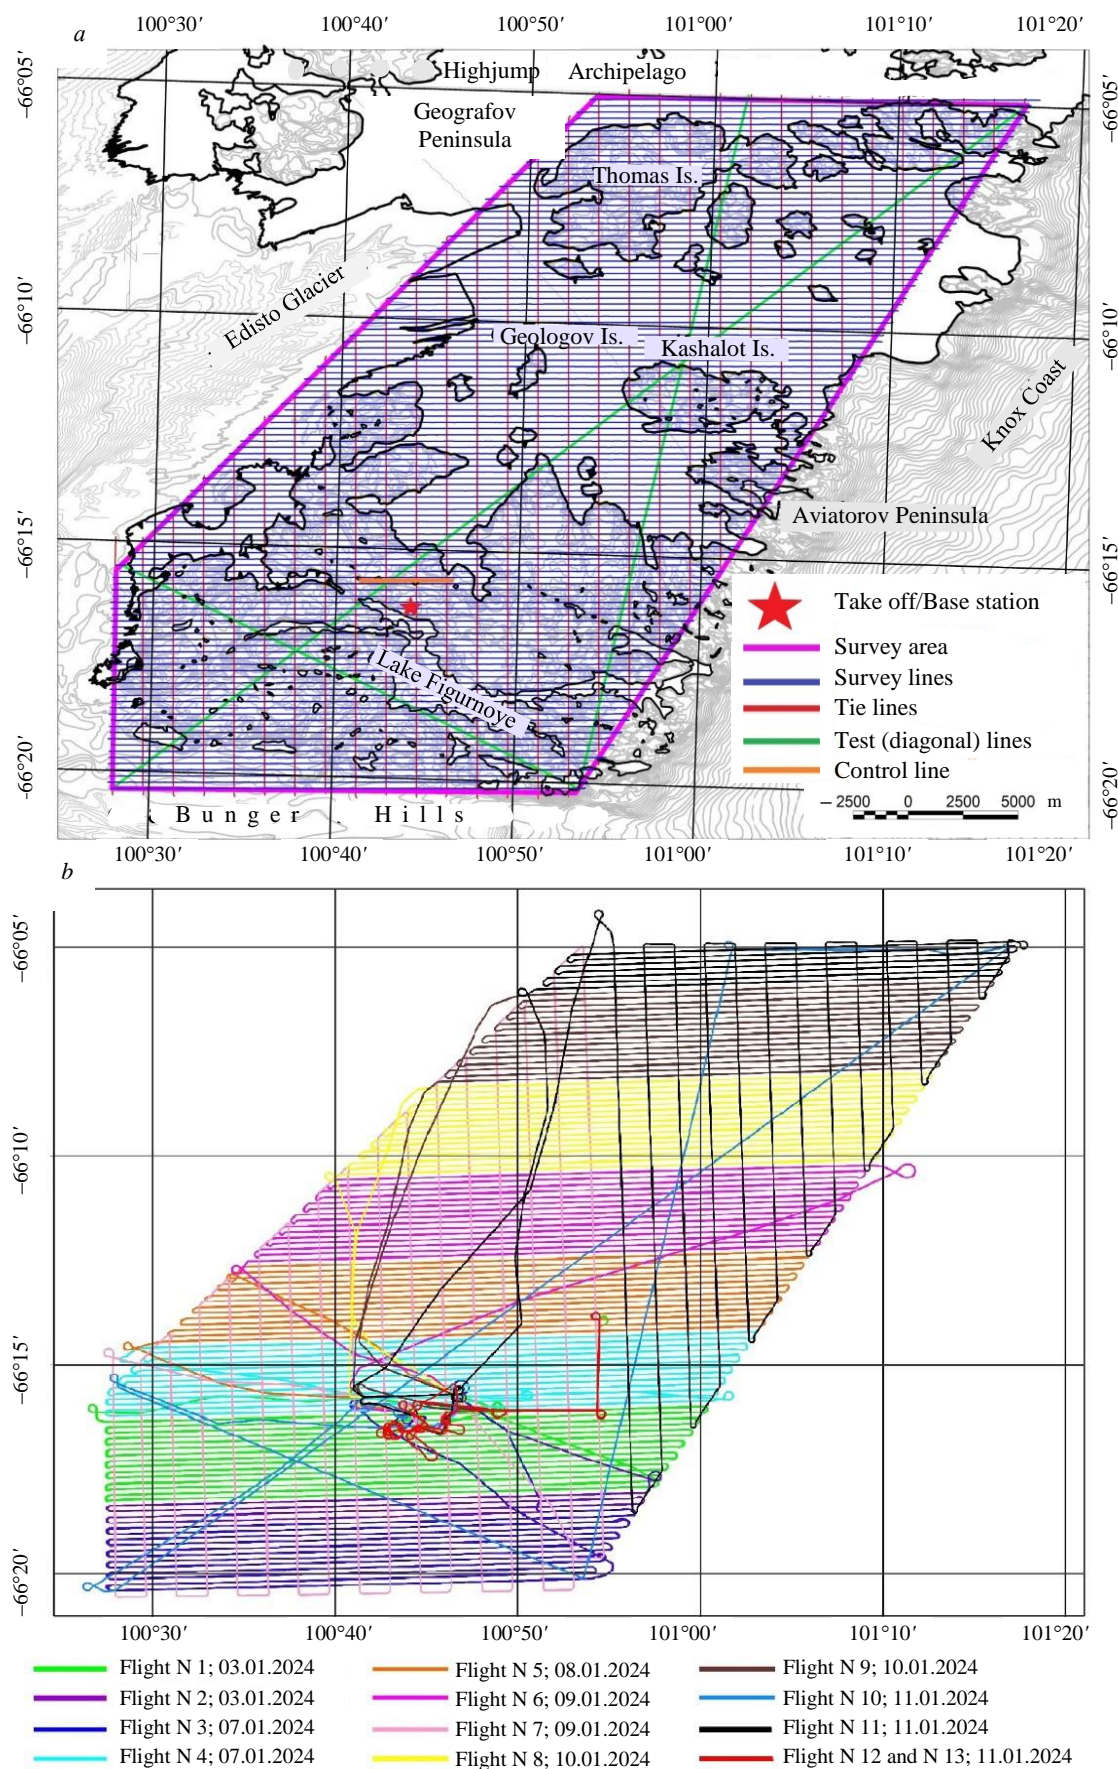 a
100°30′ 100°40′ 100°50′ 101°00′ 101°10′ 101°20′
−66°05′ −66°05′
Highjump Archipelago
Geografov
Peninsula
Thomas Is.
−66°10′ −66°10′
Edisto Glacier
Geologov Is.
Kashalot Is.
Knox Coast
−66°15′ −66°15′
Aviatorov Peninsula
Take off/Base station
Survey area
Lake Figurnoye
Survey lines
Tie lines
Test (diagonal) lines
Control line
−66°20′ −66°20′
−2500 0 2500 5000 m
Bunger Hills
100°30′ 100°40′ 100°50′ 101°00′ 101°10′ 101°20′
b
−66°05′
−66°10′
−66°15′
−66°20′
100°30′ 100°40′ 100°50′ 101°00′ 101°10′ 101°20′
Flight N 1; 03.01.2024 Flight N 5; 08.01.2024 Flight N 9; 10.01.2024
Flight N 2; 03.01.2024 Flight N 6; 09.01.2024 Flight N 10; 11.01.2024
Flight N 3; 07.01.2024 Flight N 7; 09.01.2024 Flight N 11; 11.01.2024
Flight N 4; 07.01.2024 Flight N 8; 10.01.2024 Flight N 12 and N 13; 11.01.2024